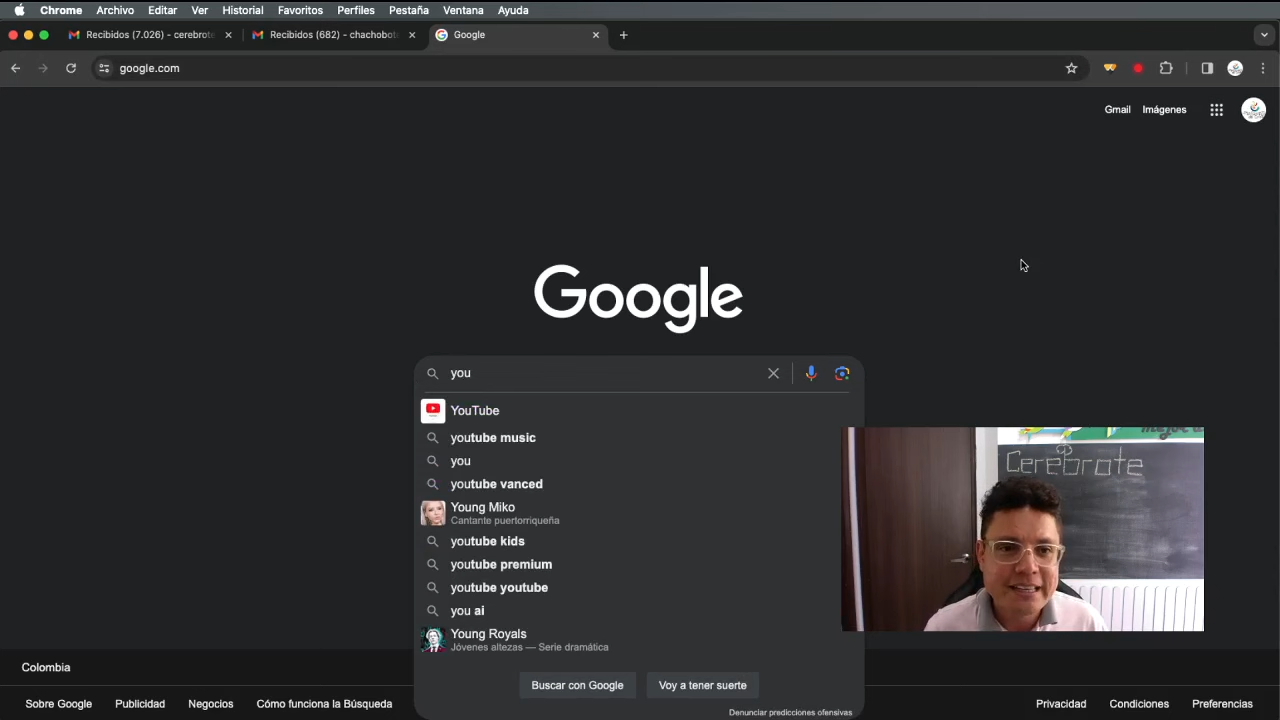 Chrome Archivo Editar Ver Historial Favoritos Perfiles Pestaña Ventana Ayuda
Recibidos (7.026) - cerebrote Recibidos (682) - chachobot Google
google.com
Gmail Imágenes
Google
you
YouTube
youtube music
you
youtube vanced
Young Miko
Cantante puertorriqueña
youtube kids
youtube premium
youtube youtube
you ai
Young Royals
Jóvenes altezas — Serie dramática
Buscar con Google Voy a tener suerte
Denunciar predicciones ofensivas
Cerebrote
Colombia
Sobre Google Publicidad Negocios Cómo funciona la Búsqueda Privacidad Condiciones Preferencias